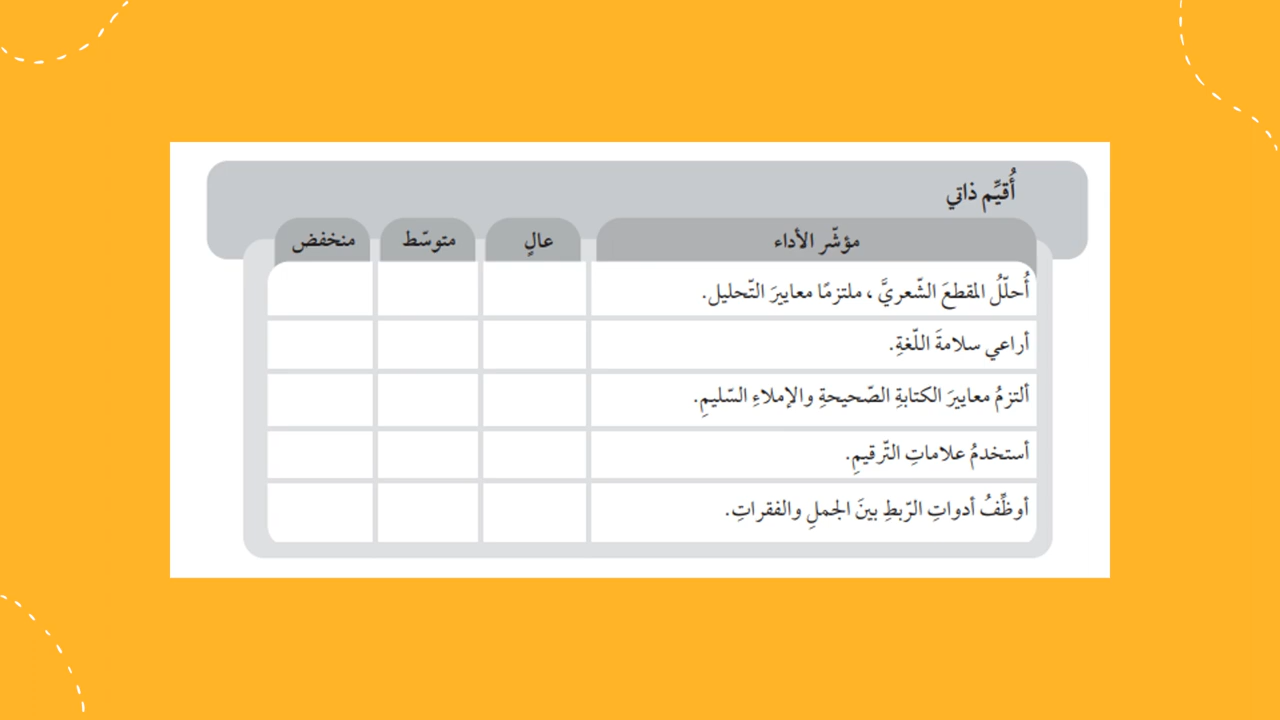 أُقيِّم ذاتي
مؤشّر الأداء عالٍ متوسّط منخفض
أُحلّلُ المقطعَ الشّعريَّ ، ملتزمًا معاييرَ التّحليل.
أراعي سلامةَ اللّغةِ.
ألتزمُ معاييرَ الكتابةِ الصّحيحةِ والإملاءِ السّليمِ.
أستخدمُ علاماتِ التّرقيمِ.
أوظِّفُ أدواتِ الرّبطِ بينَ الجملِ والفقراتِ.